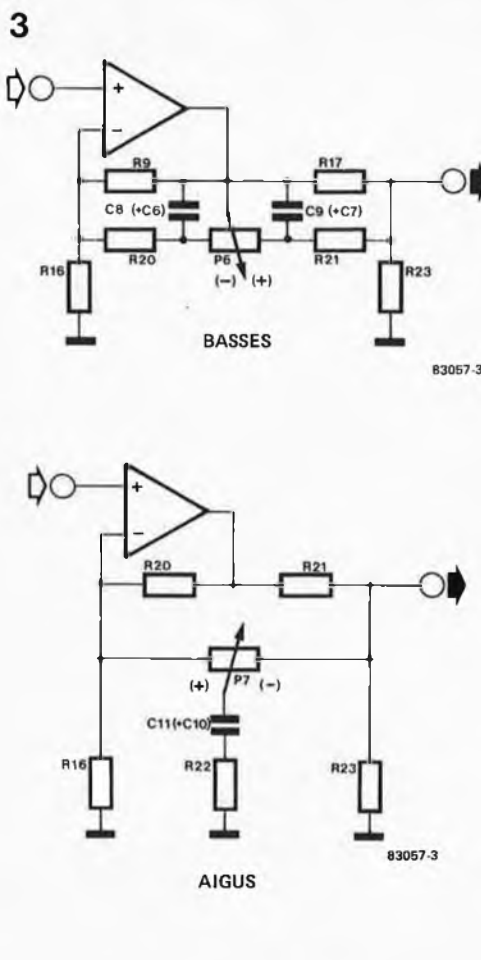 3
+
−
R9
R17
C8 (+C6)
C9 (+C7)
R20
P6
R21
R16
(−) (+)
R23
BASSES
83057-3
+
−
R20
R21
(+) P7 (−)
C11(+C10)
R16
R22
R23
83057-3
AIGUS